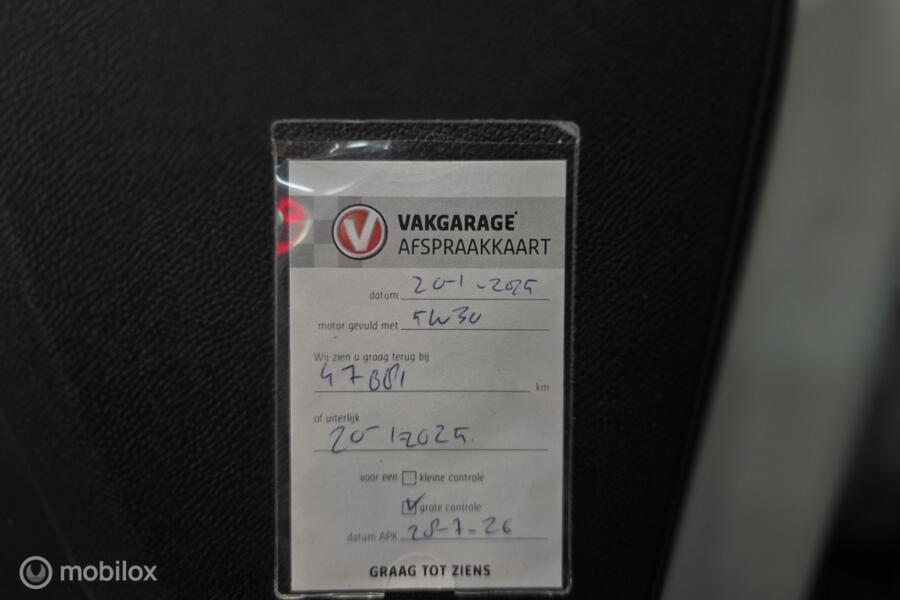 V VAKGARAGE
AFSPRAAKKAART
datum 20-1-2025
motor gevuld met 5W30
Wij zien u graag terug bij
km
of uiterlijk
20-1-2025
voor een kleine controle
grote controle
datum APK 28-7-26
GRAAG TOT ZIENS
mobilox